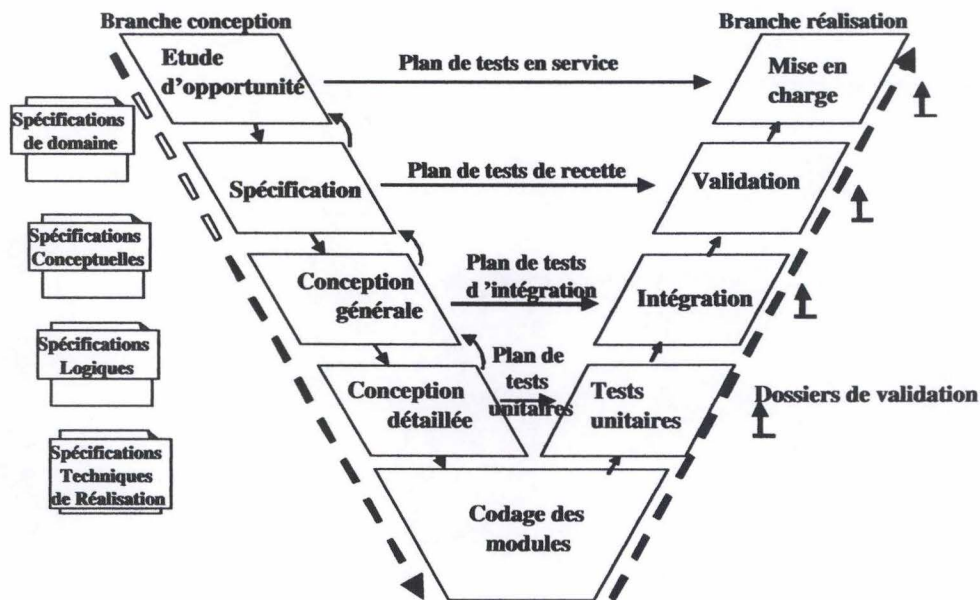 Branche conception
Branche réalisation
Etude
d'opportunité
Plan de tests en service
Mise en
charge
Spécifications
de domaine
Spécification
Plan de tests de recette
Validation
Spécifications
Conceptuelles
Conception
générale
Plan de tests
d 'intégration
Intégration
Spécifications
Logiques
Conception
détaillée
Plan de
tests
unitaires
Tests
unitaires
Dossiers de validation
Spécifications
Techniques
de Réalisation
Codage des
modules